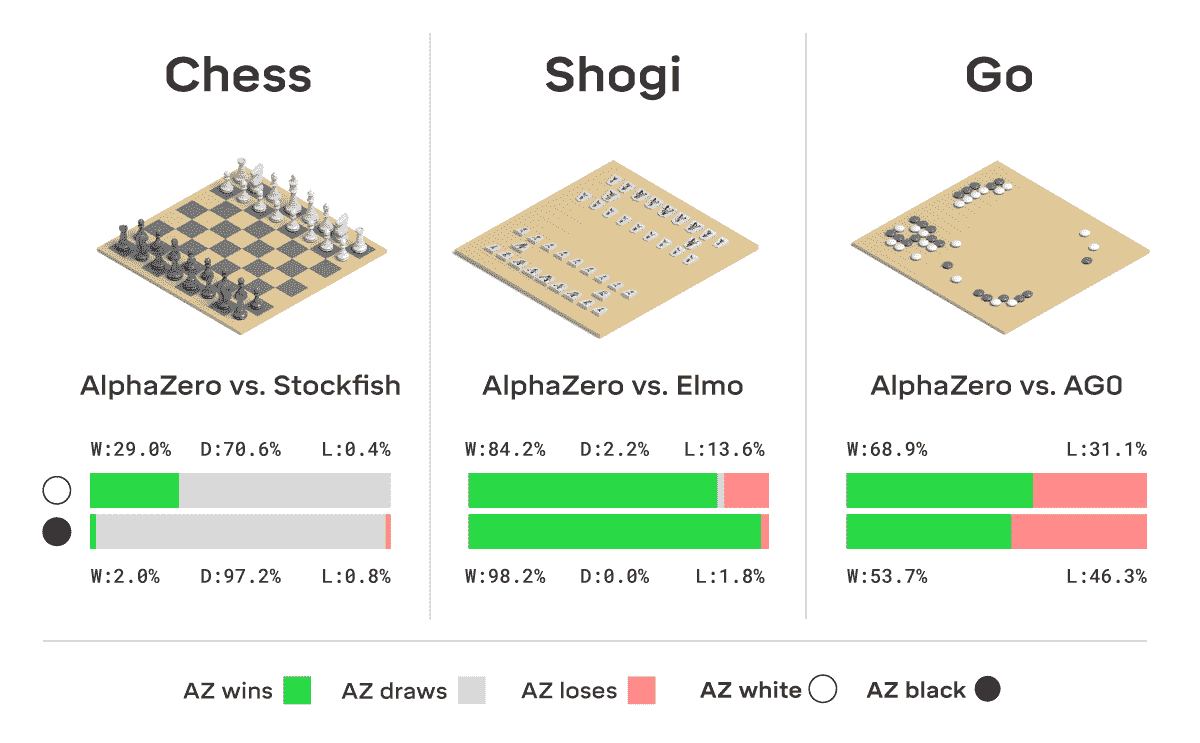 Chess
Shogi
Go
AlphaZero vs. Stockfish
AlphaZero vs. Elmo
AlphaZero vs. AG0
W:29.0% D:70.6% L:0.4%
W:84.2% D:2.2% L:13.6%
W:68.9% L:31.1%
W:2.0% D:97.2% L:0.8%
W:98.2% D:0.0% L:1.8%
W:53.7% L:46.3%
AZ wins AZ draws AZ loses AZ white AZ black